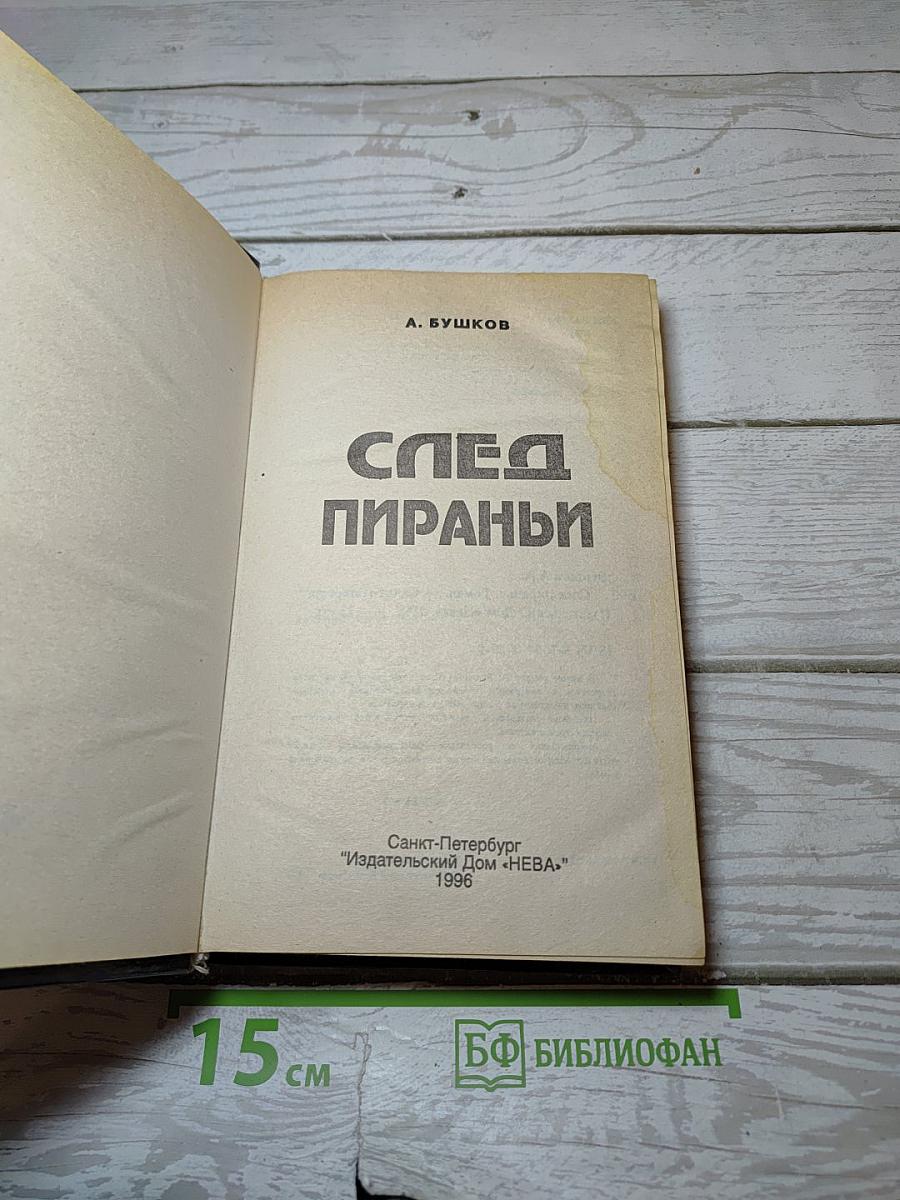 А. БУШКОВ
СЛЕД
ПИРАНЬИ
Санкт-Петербург
"Издательский Дом «НЕВА»"
1996
15 см
БФ БИБЛИОФАН